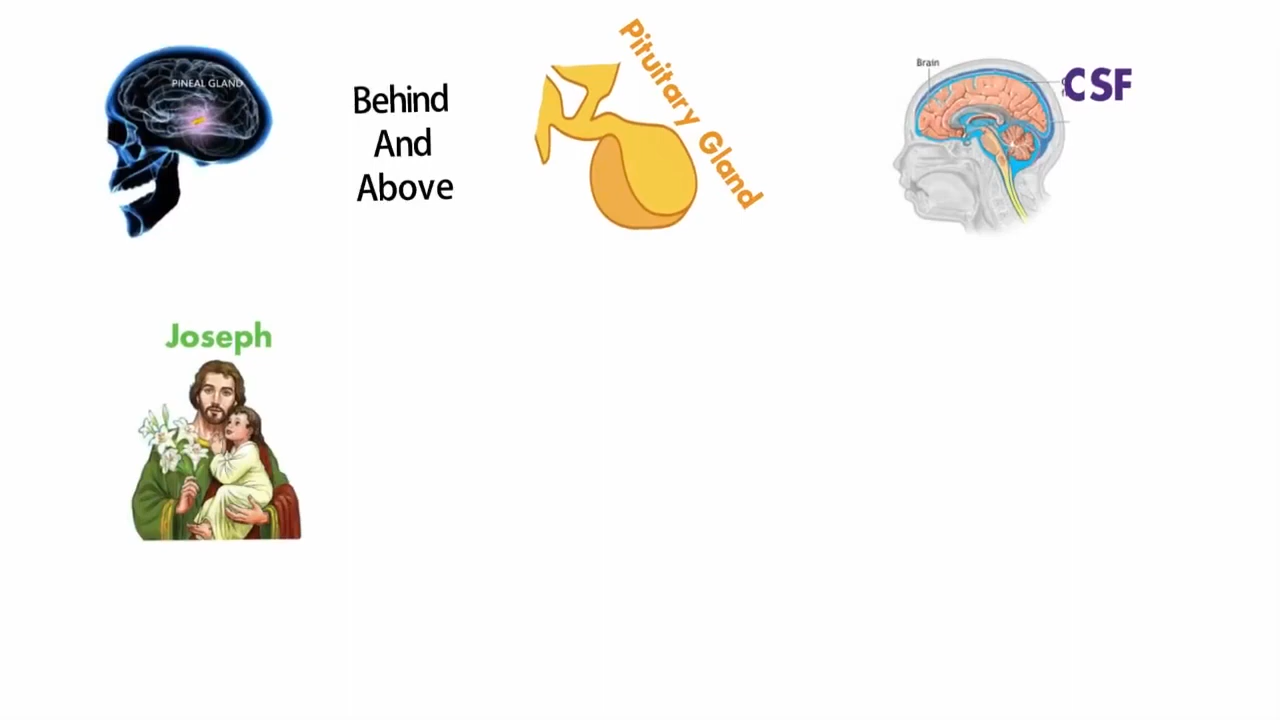 PINEAL GLAND
Behind
And
Above
Pituitary Gland
Brain
CSF
Joseph